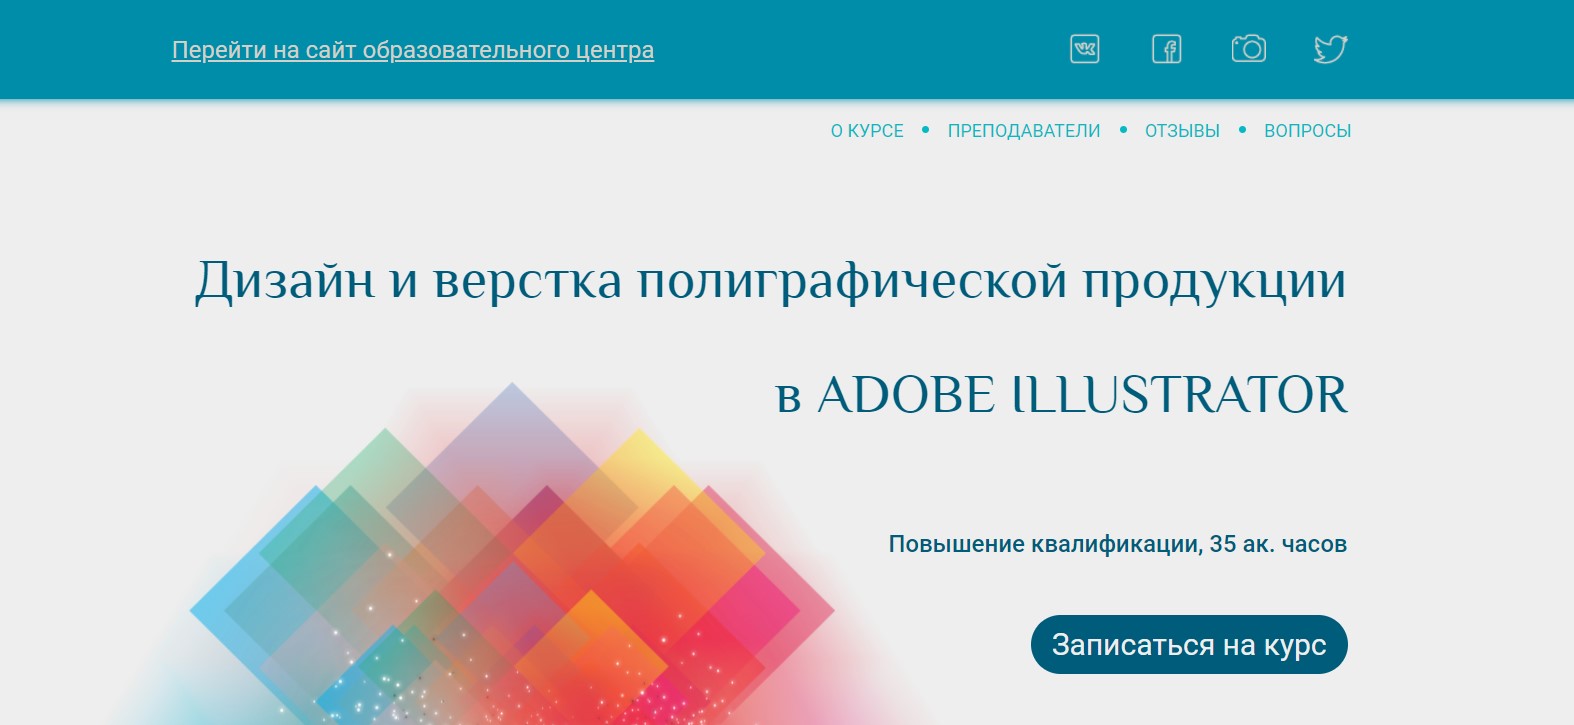 Перейти на сайт образовательного центра
О КУРСЕ • ПРЕПОДАВАТЕЛИ • ОТЗЫВЫ • ВОПРОСЫ
Дизайн и верстка полиграфической продукции
в ADOBE ILLUSTRATOR
Повышение квалификации, 35 ак. часов
Записаться на курс